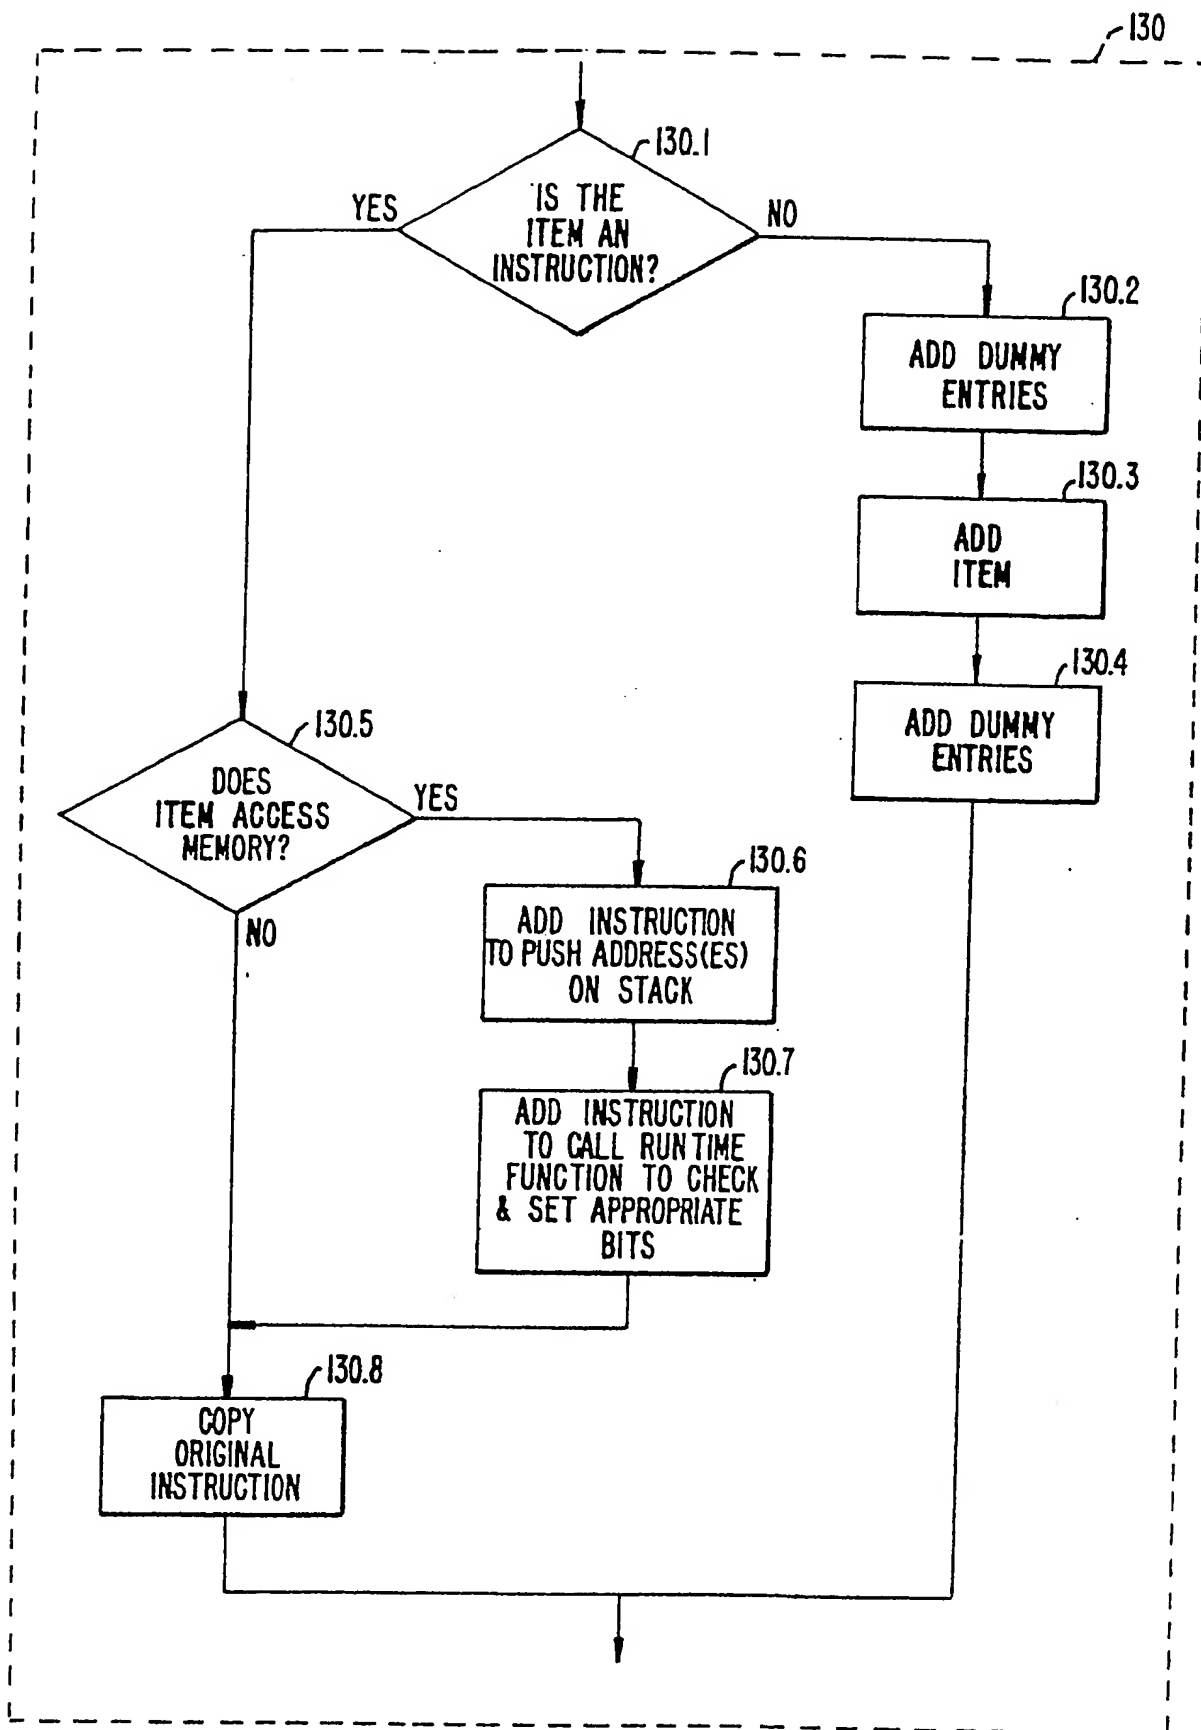 130
130.1
IS THE
ITEM AN
INSTRUCTION?
YES
NO
130.2
ADD DUMMY
ENTRIES
130.3
ADD
ITEM
130.4
ADD DUMMY
ENTRIES
130.5
DOES
ITEM ACCESS
MEMORY?
YES
NO
130.6
ADD INSTRUCTION
TO PUSH ADDRESS(ES)
ON STACK
130.7
ADD INSTRUCTION
TO CALL RUNTIME
FUNCTION TO CHECK
& SET APPROPRIATE
BITS
130.8
COPY
ORIGINAL
INSTRUCTION